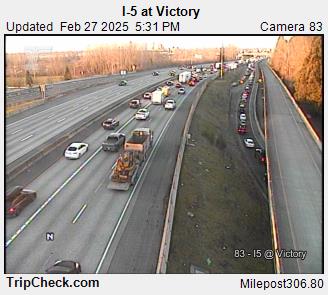 I-5 at Victory
Updated Feb 27 2025 5:31 PM Camera 83
N
83 - I5 @ Victory
TripCheck.com Milepost306.80